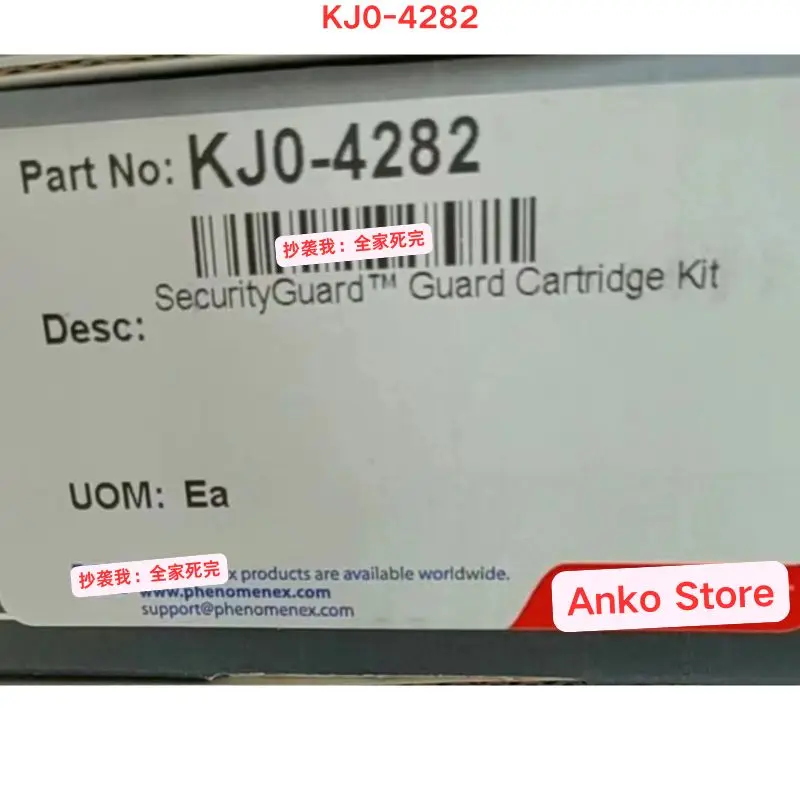 KJ0-4282
Part No: KJ0-4282
抄袭我：全家死完
SecurityGuard™ Guard Cartridge Kit
Desc:
UOM: Ea
抄袭我：全家死完
x products are available worldwide.
www.phenomenex.com
support@phenomenex.com
Anko Store